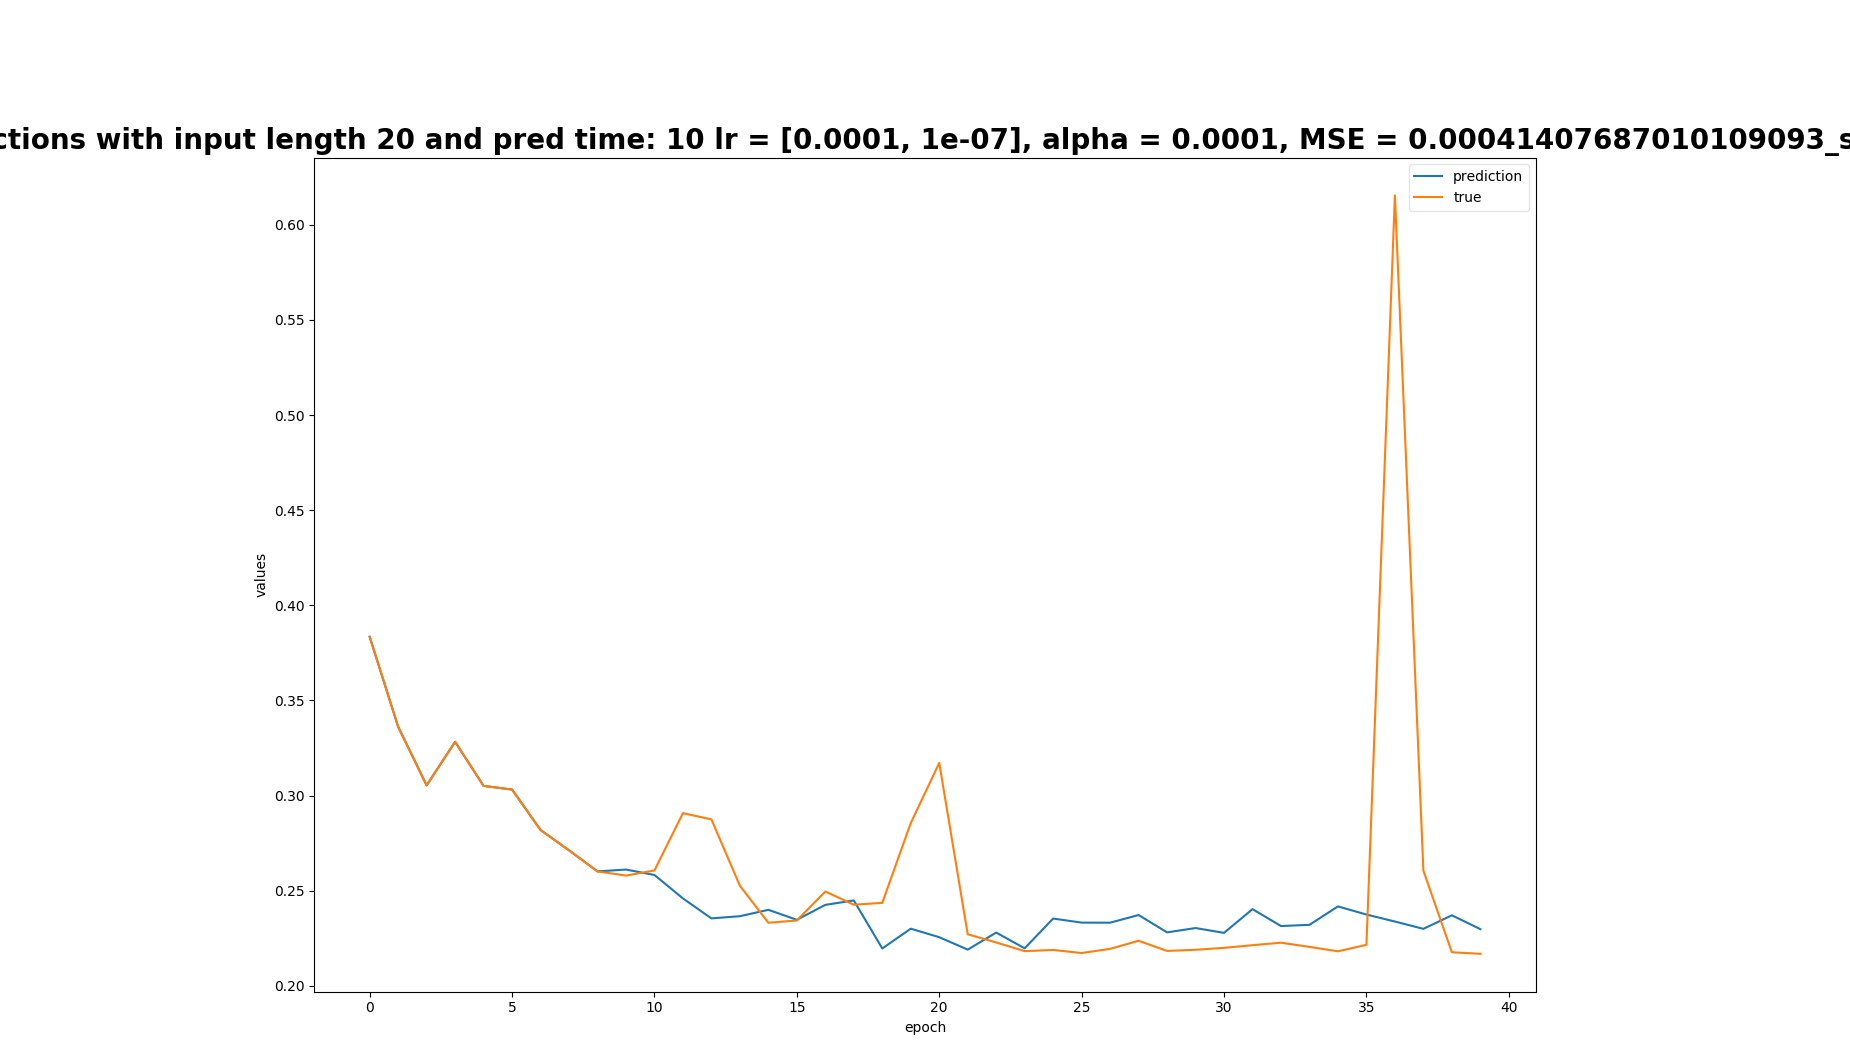 ctions with input length 20 and pred time: 10 lr = [0.0001, 1e-07], alpha = 0.0001, MSE = 0.00041407687010109093_s
prediction
true
0.60
0.55
0.50
0.45
0.40
0.35
0.30
0.25
0.20
values
0 5 10 15 20 25 30 35 40
epoch